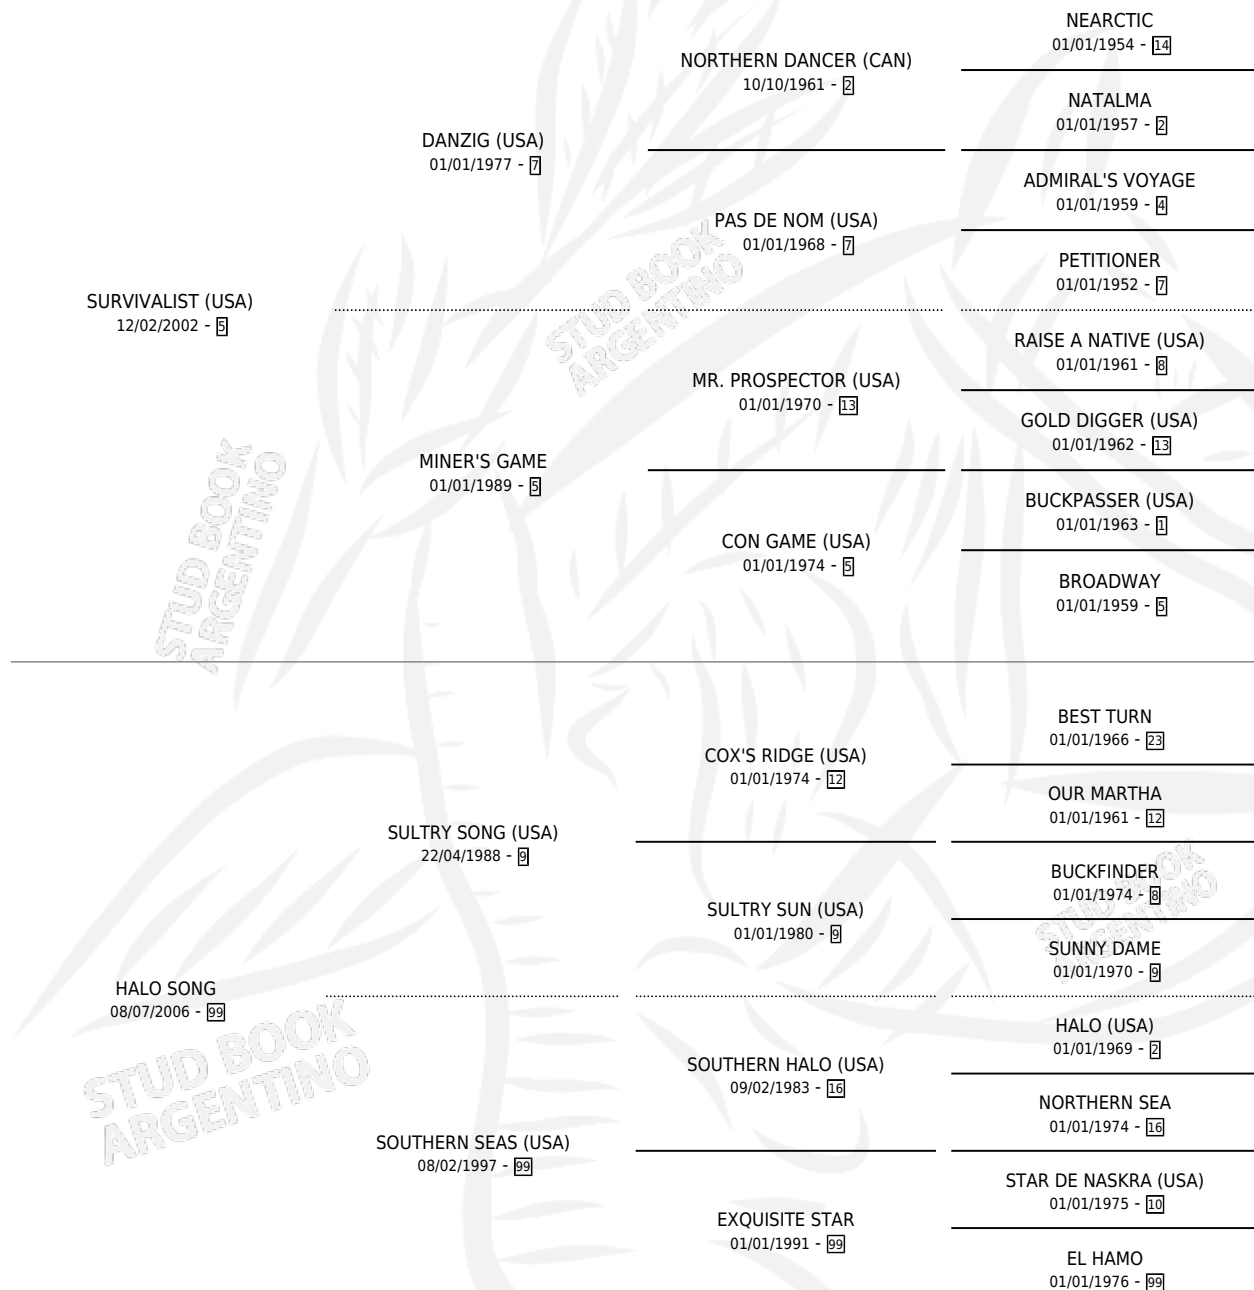 NEARCTIC
01/01/1954 - 14
NORTHERN DANCER (CAN)
10/10/1961 - 2
NATALMA
01/01/1957 - 2
DANZIG (USA)
01/01/1977 - 7
ADMIRAL'S VOYAGE
01/01/1959 - 4
PAS DE NOM (USA)
01/01/1968 - 7
PETITIONER
01/01/1952 - 7
SURVIVALIST (USA)
12/02/2002 - 5
RAISE A NATIVE (USA)
01/01/1961 - 8
MR. PROSPECTOR (USA)
01/01/1970 - 13
GOLD DIGGER (USA)
01/01/1962 - 13
MINER'S GAME
01/01/1989 - 5
BUCKPASSER (USA)
01/01/1963 - 1
CON GAME (USA)
01/01/1974 - 5
BROADWAY
01/01/1959 - 5
BEST TURN
01/01/1966 - 23
COX'S RIDGE (USA)
01/01/1974 - 12
OUR MARTHA
01/01/1961 - 12
SULTRY SONG (USA)
22/04/1988 - 9
BUCKFINDER
01/01/1974 - 8
SULTRY SUN (USA)
01/01/1980 - 9
SUNNY DAME
01/01/1970 - 9
HALO SONG
08/07/2006 - 99
HALO (USA)
01/01/1969 - 2
SOUTHERN HALO (USA)
09/02/1983 - 16
NORTHERN SEA
01/01/1974 - 16
SOUTHERN SEAS (USA)
08/02/1997 - 99
STAR DE NASKRA (USA)
01/01/1975 - 10
EXQUISITE STAR
01/01/1991 - 99
EL HAMO
01/01/1976 - 99
STUD BOOK
ARGENTINO
STUD BOOK
ARGENTINO
STUD BOOK
ARGENTINO
STUD BOOK
ARGENTINO